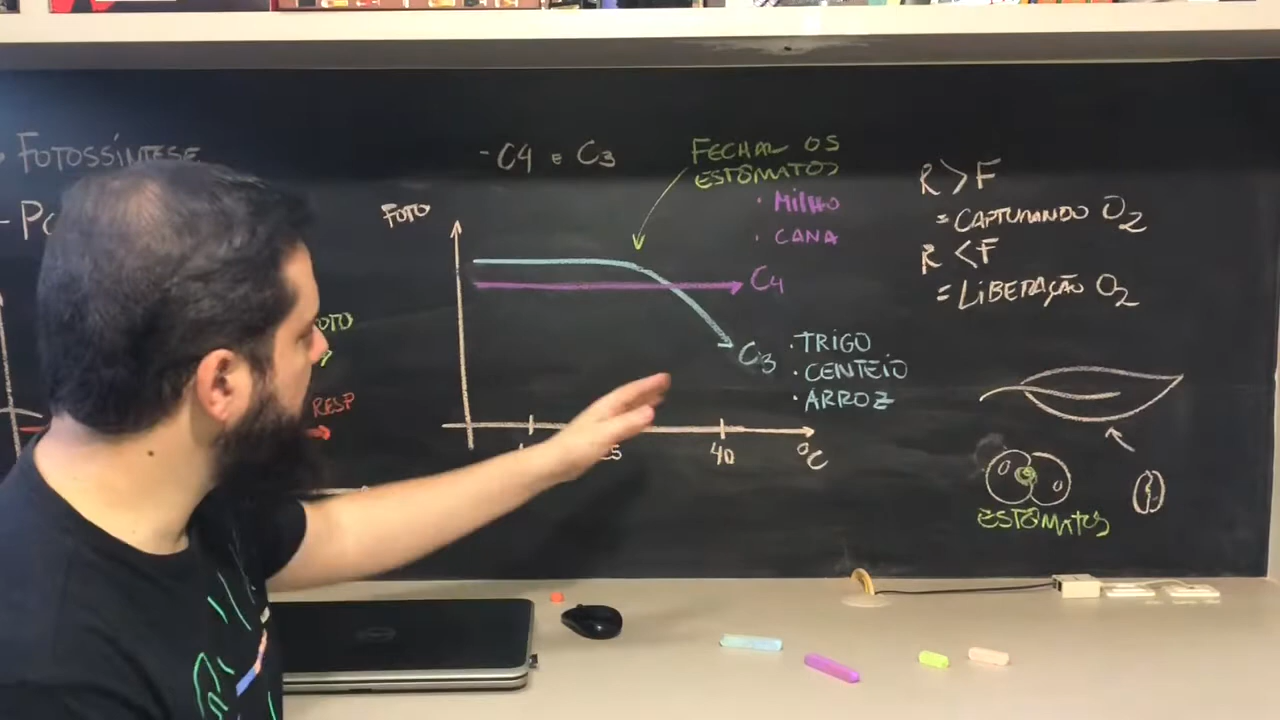 FOTOSSÍNTESE
- C4 E C3
FECHAR OS
ESTÔMATOS
• MILHO
• CANA
FOTO
C4
C3
• TRIGO
• CENTEIO
• ARROZ
40
°C
R > F
= CAPTURANDO O2
R < F
= LIBERAÇÃO O2
ESTÔMATOS
RESP